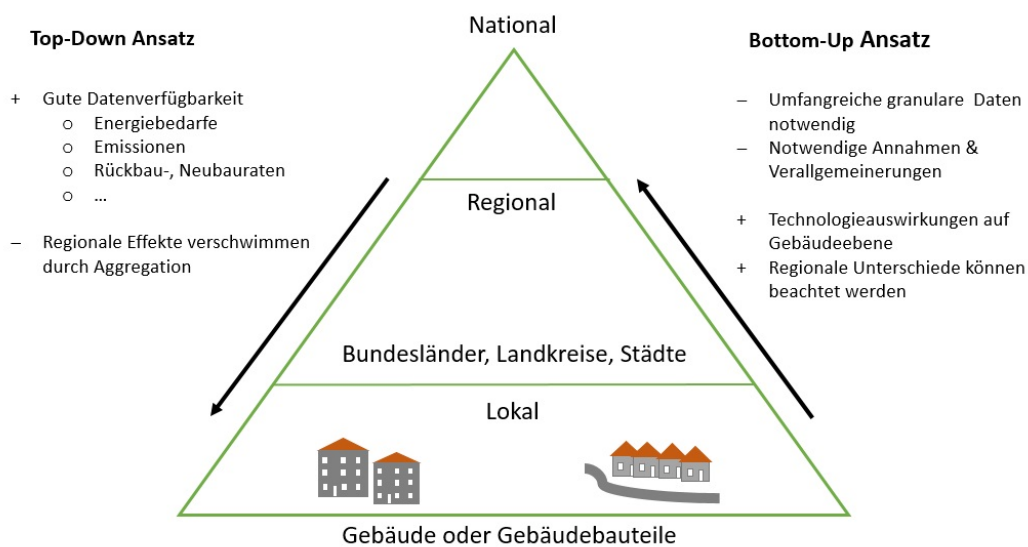 Top-Down Ansatz
+ Gute Datenverfügbarkeit
o Energiebedarfe
o Emissionen
o Rückbau-, Neubauraten
o ...
– Regionale Effekte verschwimmen
durch Aggregation
National
Regional
Bundesländer, Landkreise, Städte
Lokal
Gebäude oder Gebäudebauteile
Bottom-Up Ansatz
– Umfangreiche granulare Daten
notwendig
– Notwendige Annahmen &
Verallgemeinerungen
+ Technologieauswirkungen auf
Gebäudeebene
+ Regionale Unterschiede können
beachtet werden